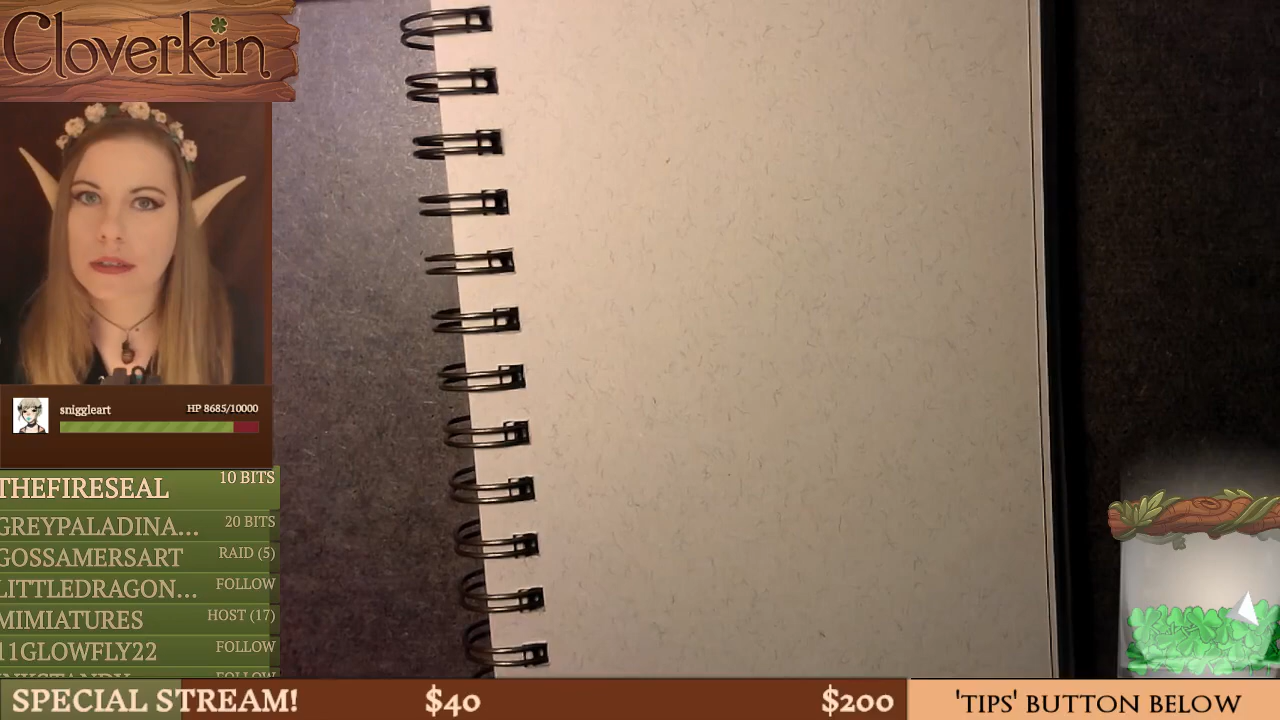 Cloverkin
sniggleart HP 8685/10000
THEFIRESEAL 10 BITS
GREYPALADINA... 20 BITS
GOSSAMERSART RAID (5)
LITTLEDRAGON... FOLLOW
MIMIATURES HOST (17)
11GLOWFLY22 FOLLOW
FOLLOW
SPECIAL STREAM! $40 $200 'TIPS' BUTTON BELOW